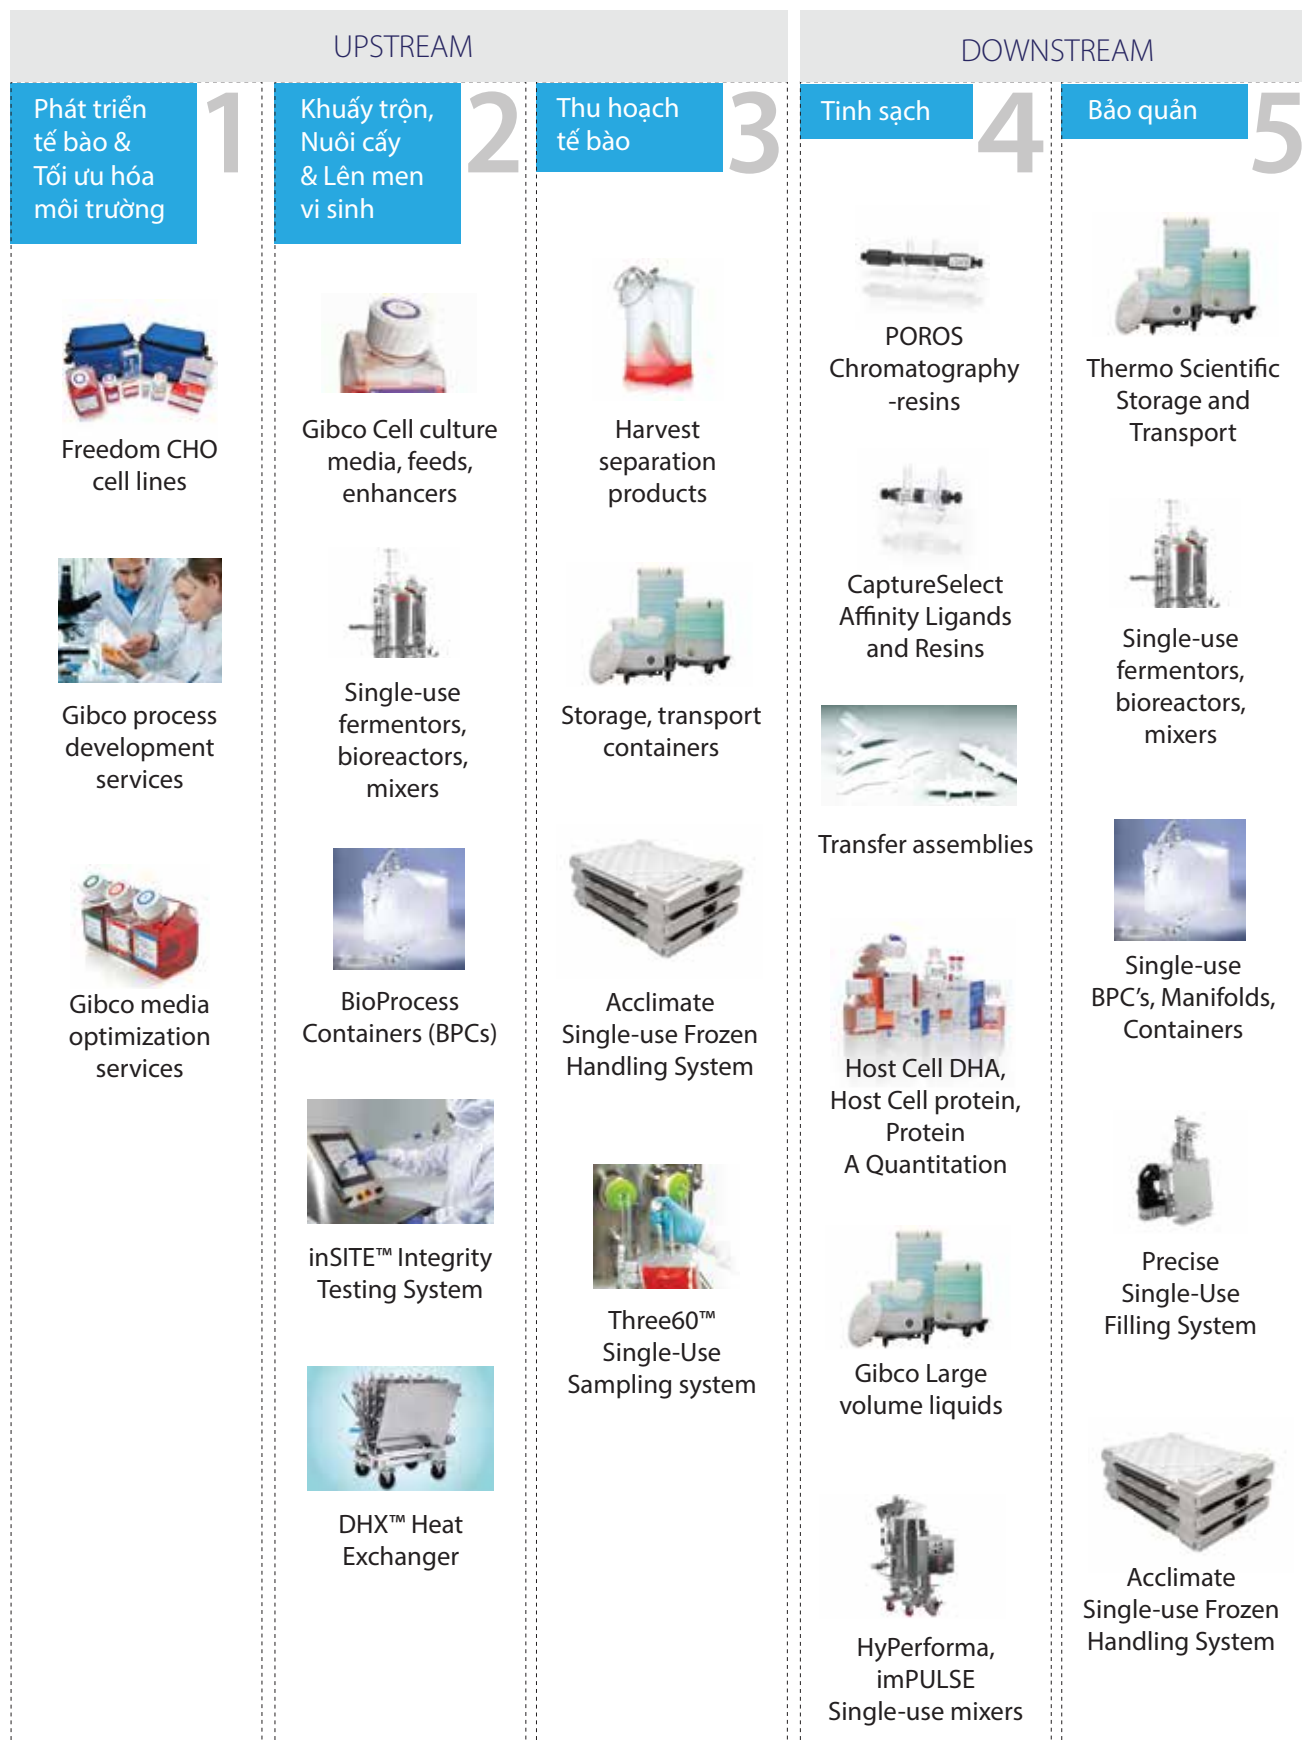 UPSTREAM
DOWNSTREAM
Phát triển
tế bào &
Tối ưu hóa
môi trường
1
Freedom CHO
cell lines
Gibco process
development
services
Gibco media
optimization
services
Khuấy trộn,
Nuôi cấy
& Lên men
vi sinh
2
Gibco Cell culture
media, feeds,
enhancers
Single-use
fermentors,
bioreactors,
mixers
BioProcess
Containers (BPCs)
inSITE™ Integrity
Testing System
DHX™ Heat
Exchanger
Thu hoạch
tế bào
3
Harvest
separation
products
Storage, transport
containers
Acclimate
Single-use Frozen
Handling System
Three60™
Single-Use
Sampling system
Tinh sạch
4
POROS
Chromatography
-resins
CaptureSelect
Affinity Ligands
and Resins
Transfer assemblies
Host Cell DHA,
Host Cell protein,
Protein
A Quantitation
Gibco Large
volume liquids
HyPerforma,
imPULSE
Single-use mixers
Bảo quản
5
Thermo Scientific
Storage and
Transport
Single-use
fermentors,
bioreactors,
mixers
Single-use
BPC's, Manifolds,
Containers
Precise
Single-Use
Filling System
Acclimate
Single-use Frozen
Handling System